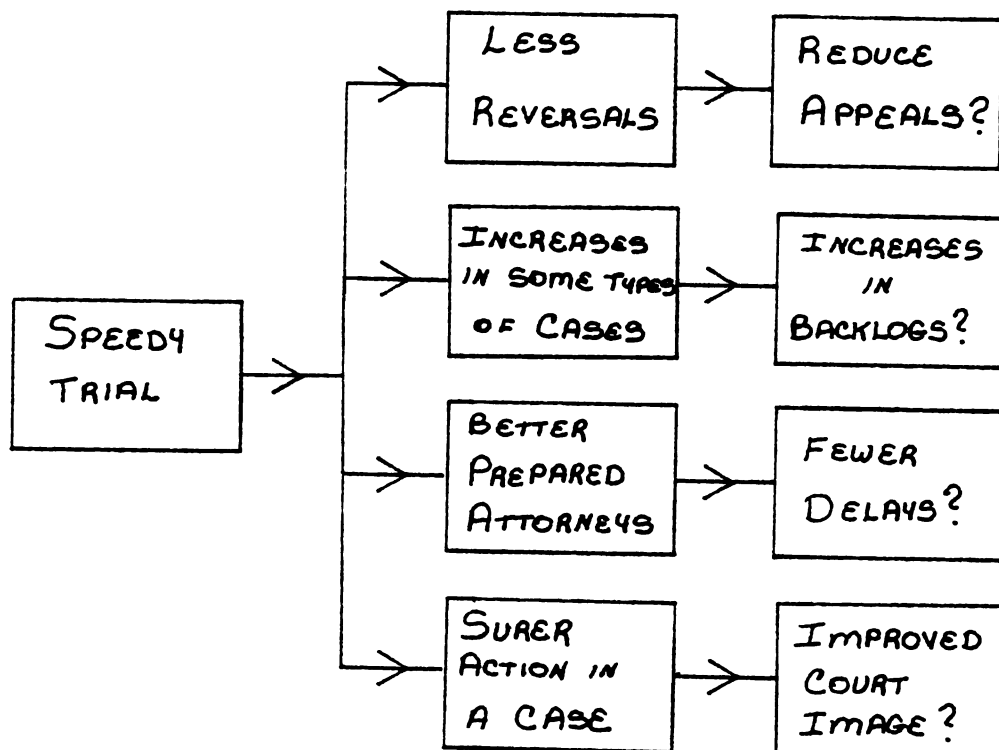 SPEEDY
TRIAL
LESS
REVERSALS
REDUCE
APPEALS?
INCREASES
IN SOME TYPES
OF CASES
INCREASES
IN
BACKLOGS?
BETTER
PREPARED
ATTORNEYS
FEWER
DELAYS?
SURER
ACTION IN
A CASE
IMPROVED
COURT
IMAGE?